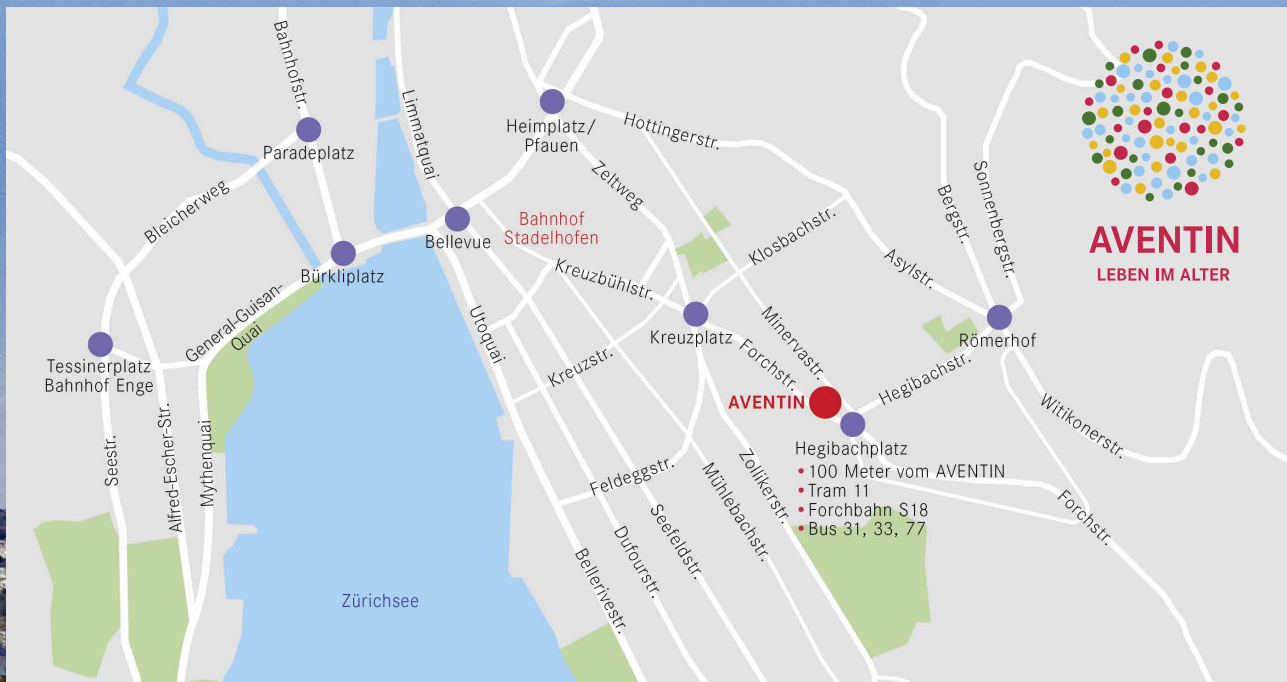 Bahnhofstr.
Paradeplatz
Bleicherweg
Limmatquai
Heimplatz/
Pfauen
Hottingerstr.
Zeltweg
Bahnhof
Stadelhofen
Bellevue
Bürkliplatz
General-Guisan-
Quai
Tessinerplatz
Bahnhof Enge
Seestr.
Alfred-Escher-Str.
Mythenquai
Zürichsee
Utoquai
Kreuzbühlstr.
Kreuzstr.
Kreuzplatz
Klosbachstr.
Minervastr.
Forchstr.
Asylstr.
Bergstr.
Sonnenbergstr.
Römerhof
Hegibachstr.
Witikonerstr.
Forchstr.
Feldeggstr.
Bellerivestr.
Dufourstr.
Seefeldstr.
Mühlebachstr.
Zollikerstr.
AVENTIN
Hegibachplatz
• 100 Meter vom AVENTIN
• Tram 11
• Forchbahn S18
• Bus 31, 33, 77
AVENTIN
LEBEN IM ALTER